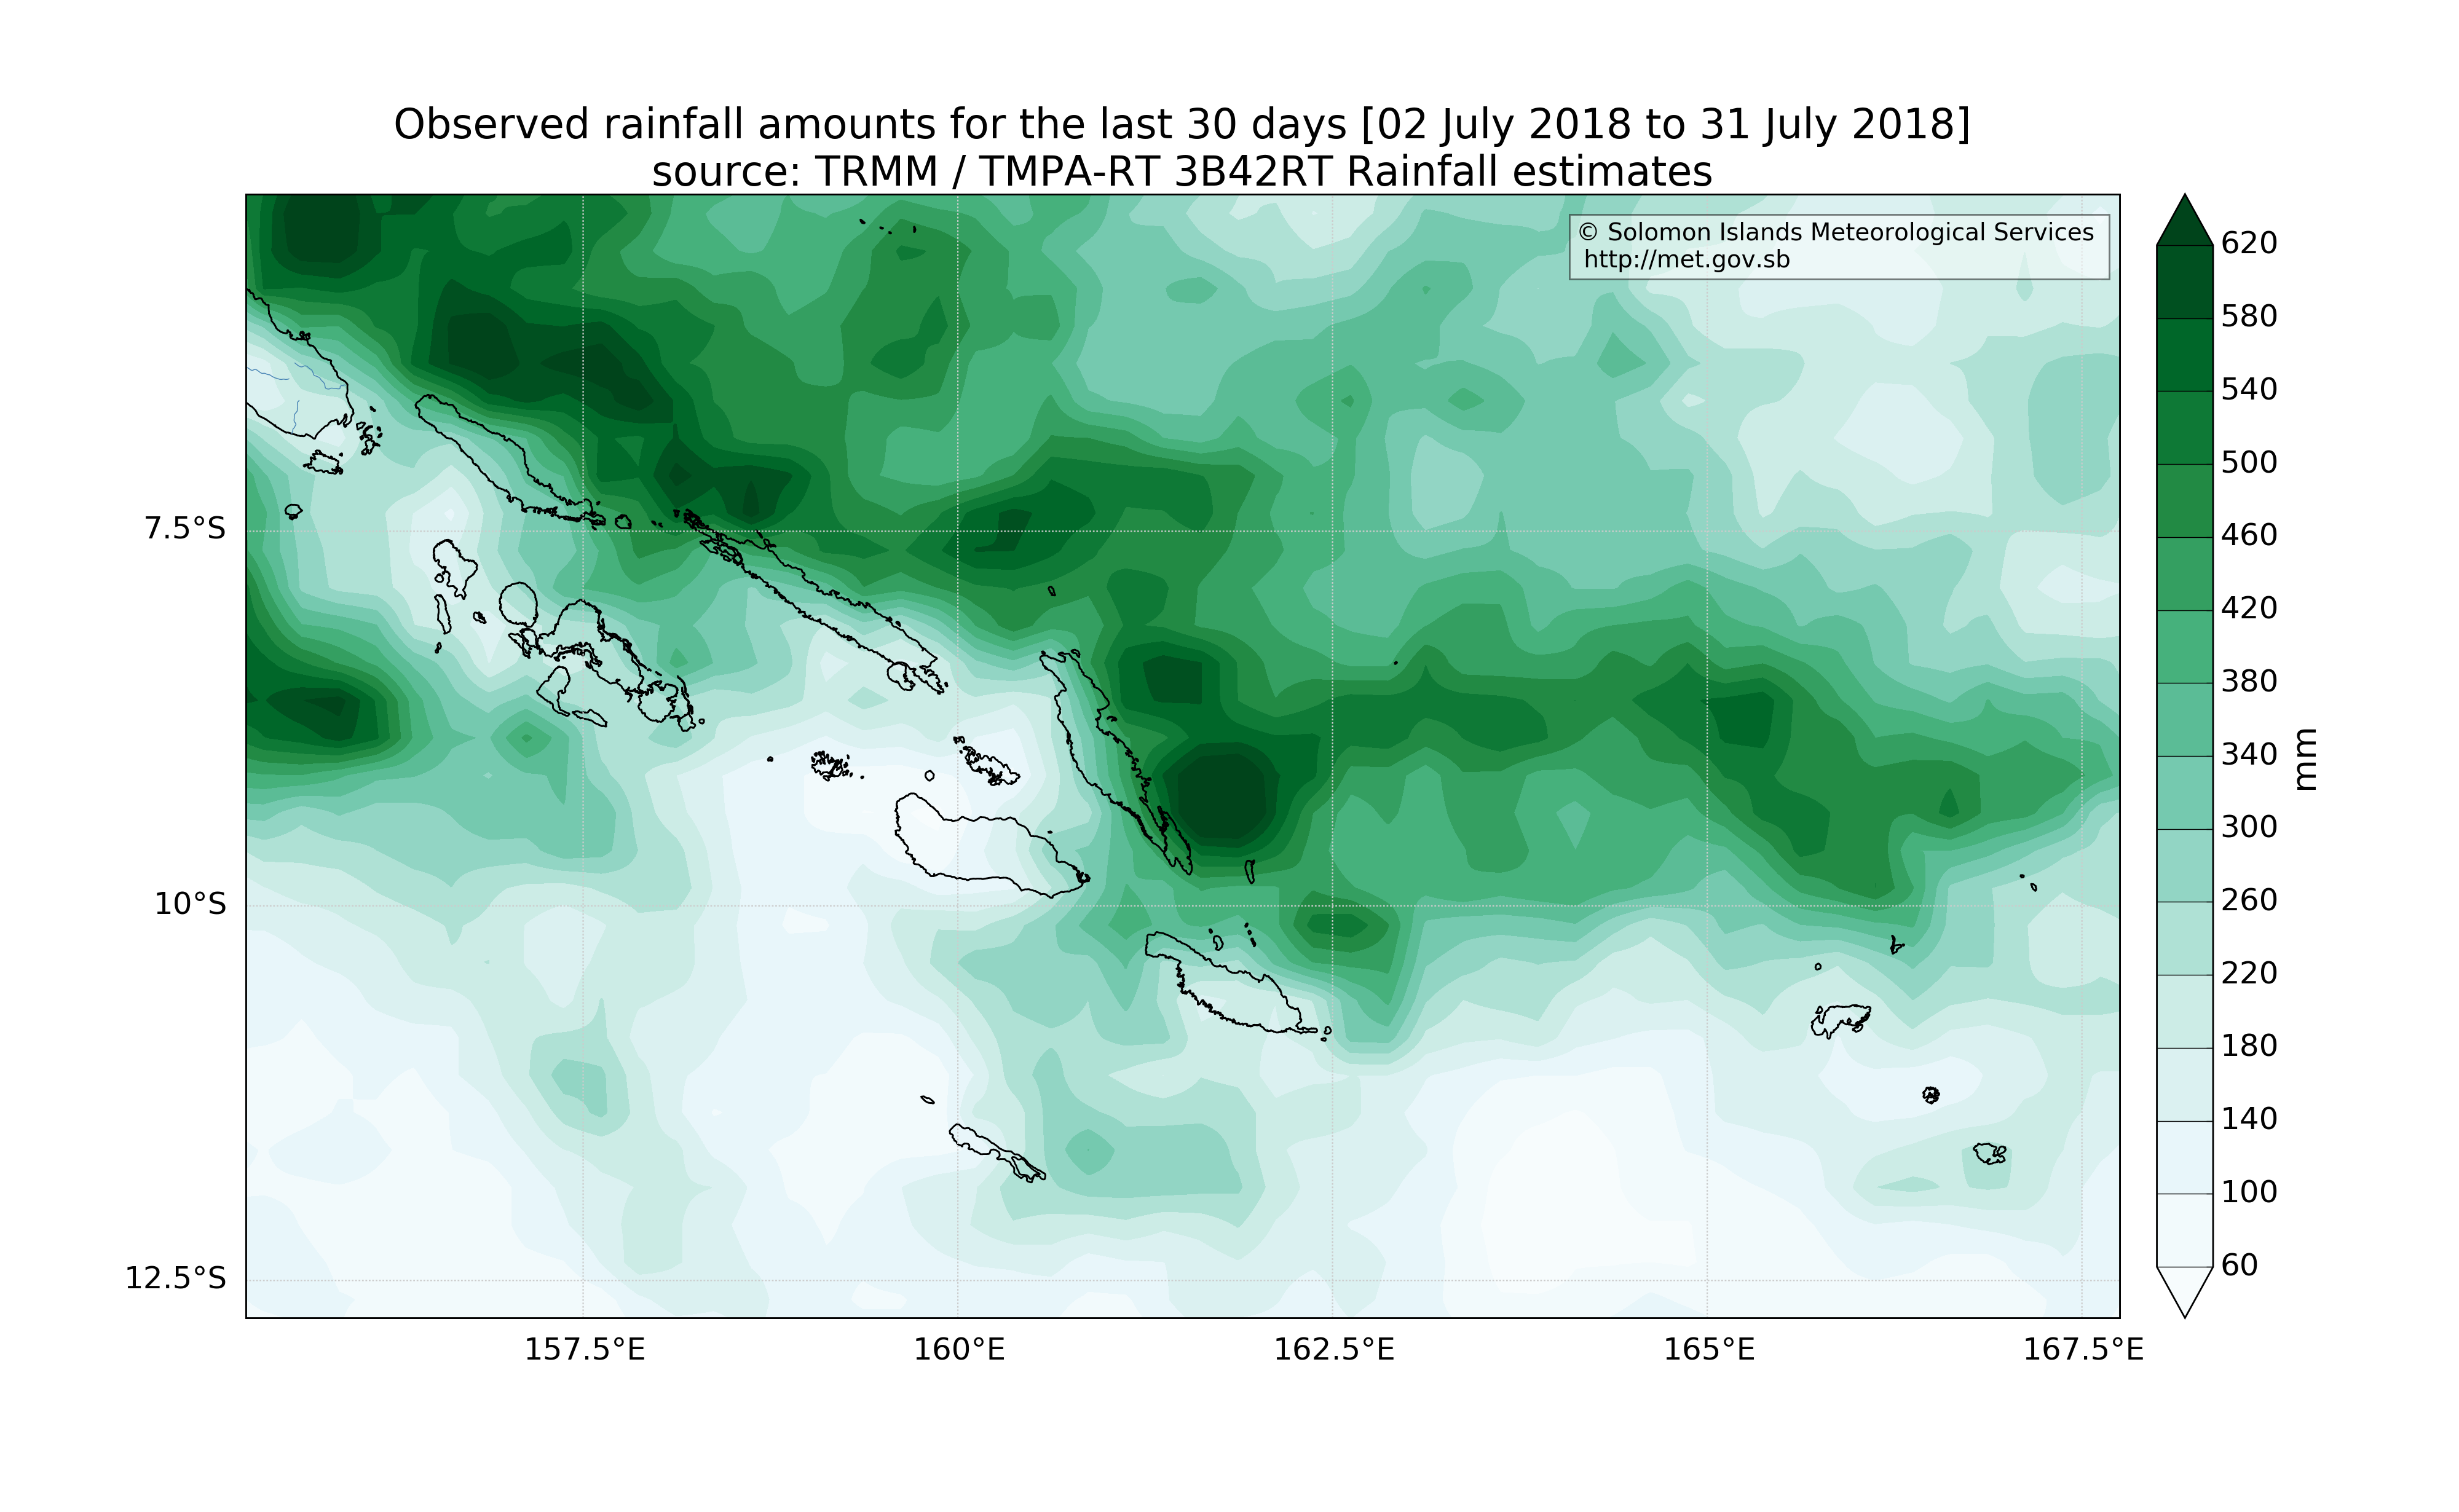 Observed rainfall amounts for the last 30 days [02 July 2018 to 31 July 2018]
source: TRMM / TMPA-RT 3B42RT Rainfall estimates
© Solomon Islands Meteorological Services
http://met.gov.sb
7.5°S
10°S
12.5°S
157.5°E
160°E
162.5°E
165°E
167.5°E
620
580
540
500
460
420
380
340
300
260
220
180
140
100
60
mm